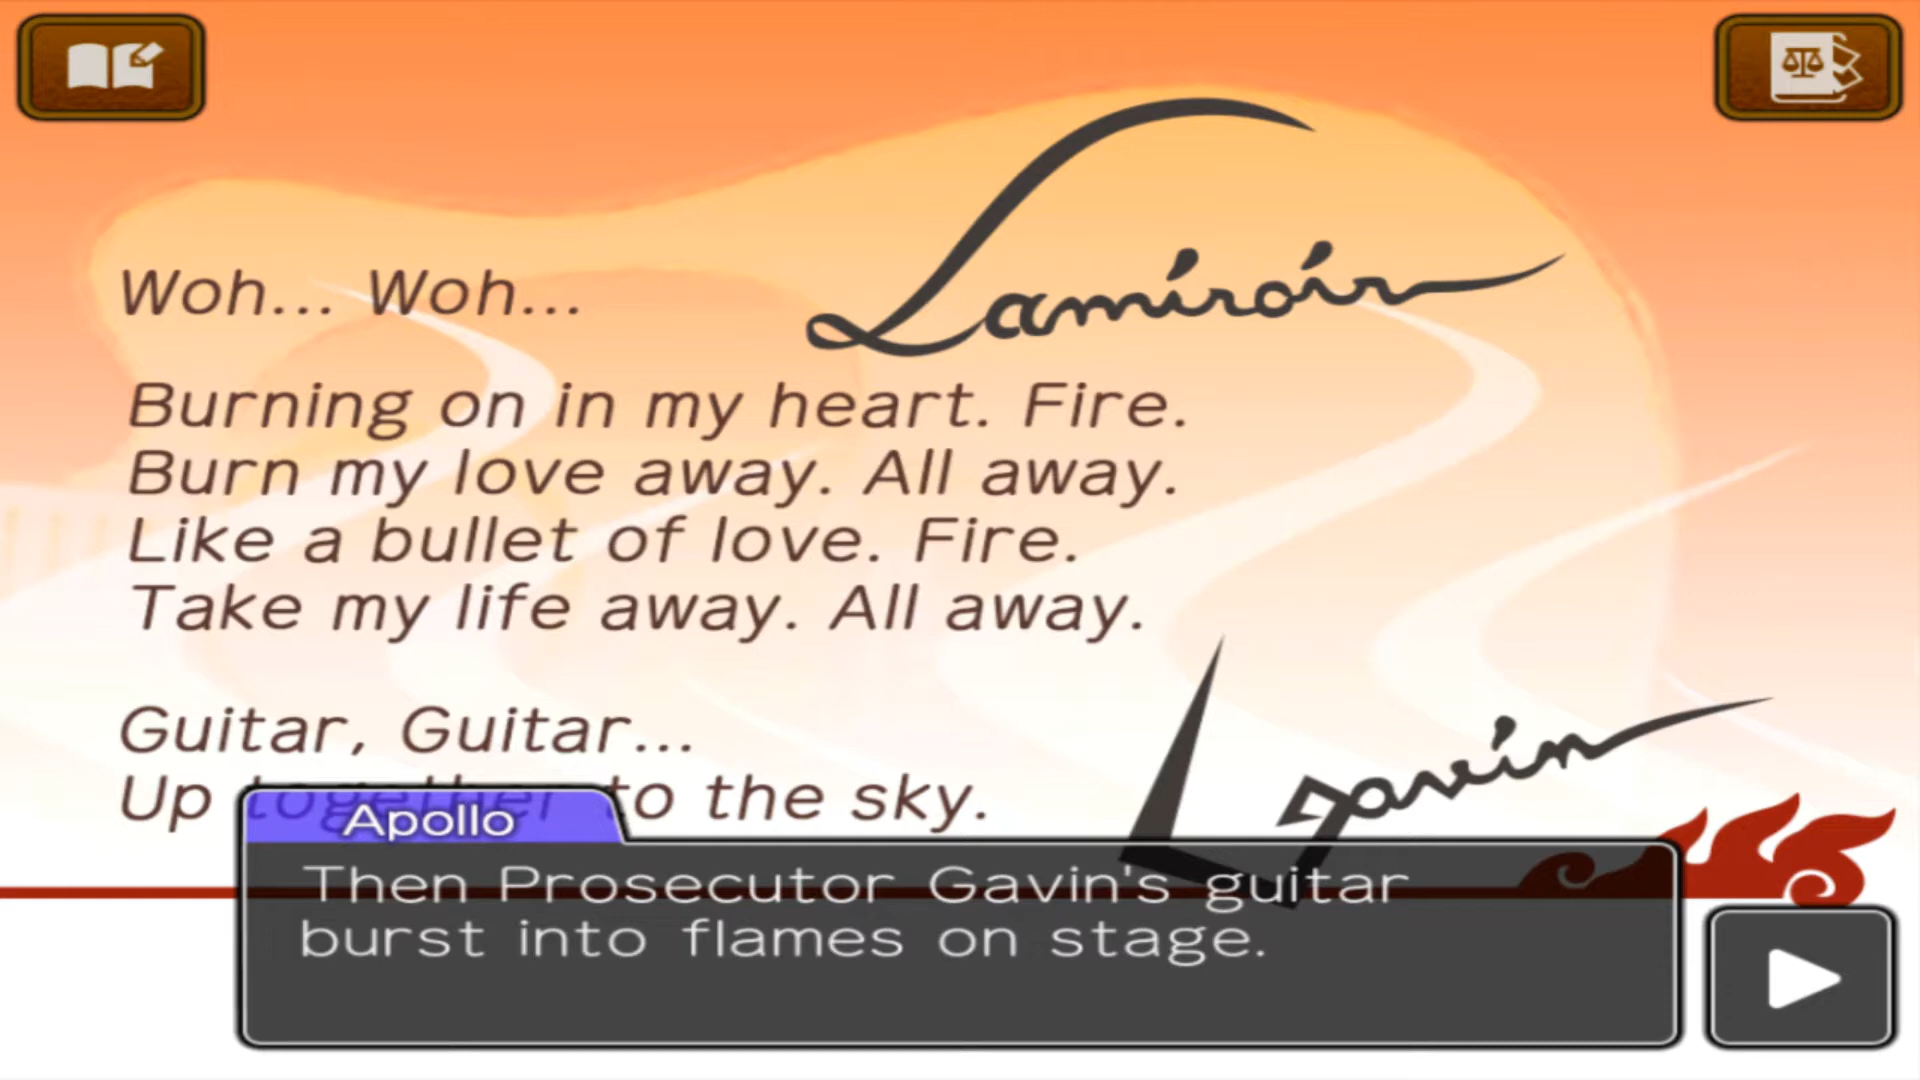 Lamiroir
Woh... Woh...
Burning on in my heart. Fire.
Burn my love away. All away.
Like a bullet of love. Fire.
Take my life away. All away.
Guitar, Guitar...
Up together to the sky.
L gavin
Apollo
Then Prosecutor Gavin's guitar
burst into flames on stage.